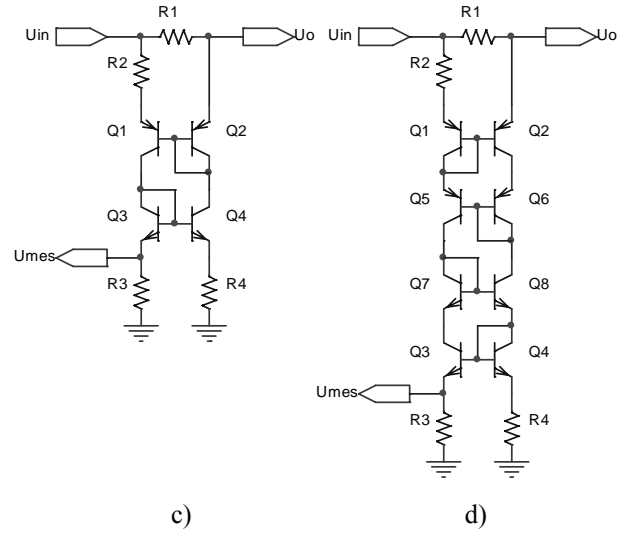 R1
Uin
Uo
R2
Q1
Q2
Q3
Q4
Umes
R3
R4
c)
R1
Uin
Uo
R2
Q1
Q2
Q5
Q6
Q7
Q8
Q3
Q4
Umes
R3
R4
d)